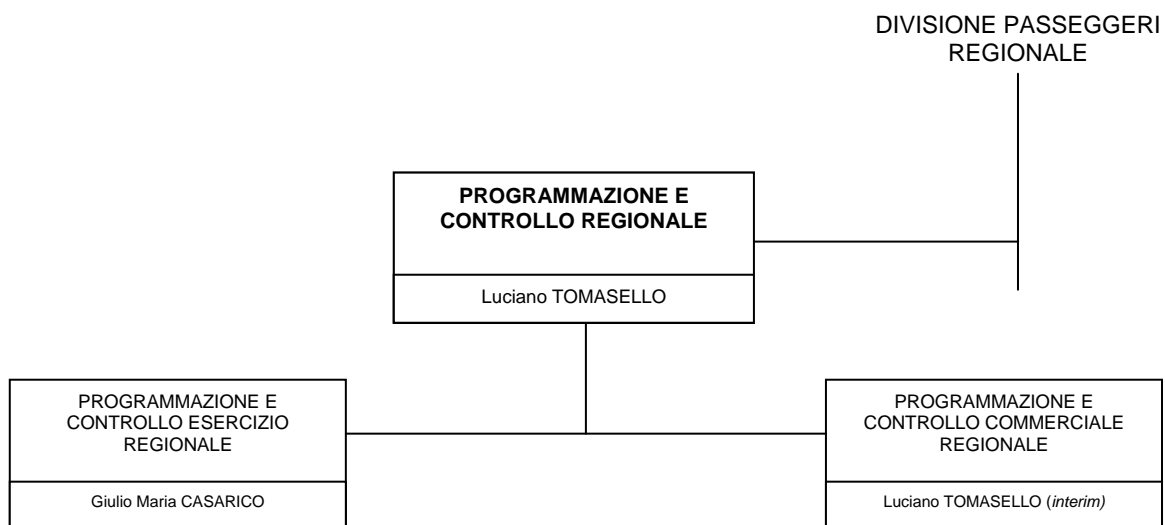 DIVISIONE PASSEGGERI
REGIONALE
PROGRAMMAZIONE E
CONTROLLO REGIONALE
Luciano TOMASELLO
PROGRAMMAZIONE E
CONTROLLO ESERCIZIO
REGIONALE
Giulio Maria CASARICO
PROGRAMMAZIONE E
CONTROLLO COMMERCIALE
REGIONALE
Luciano TOMASELLO (interim)